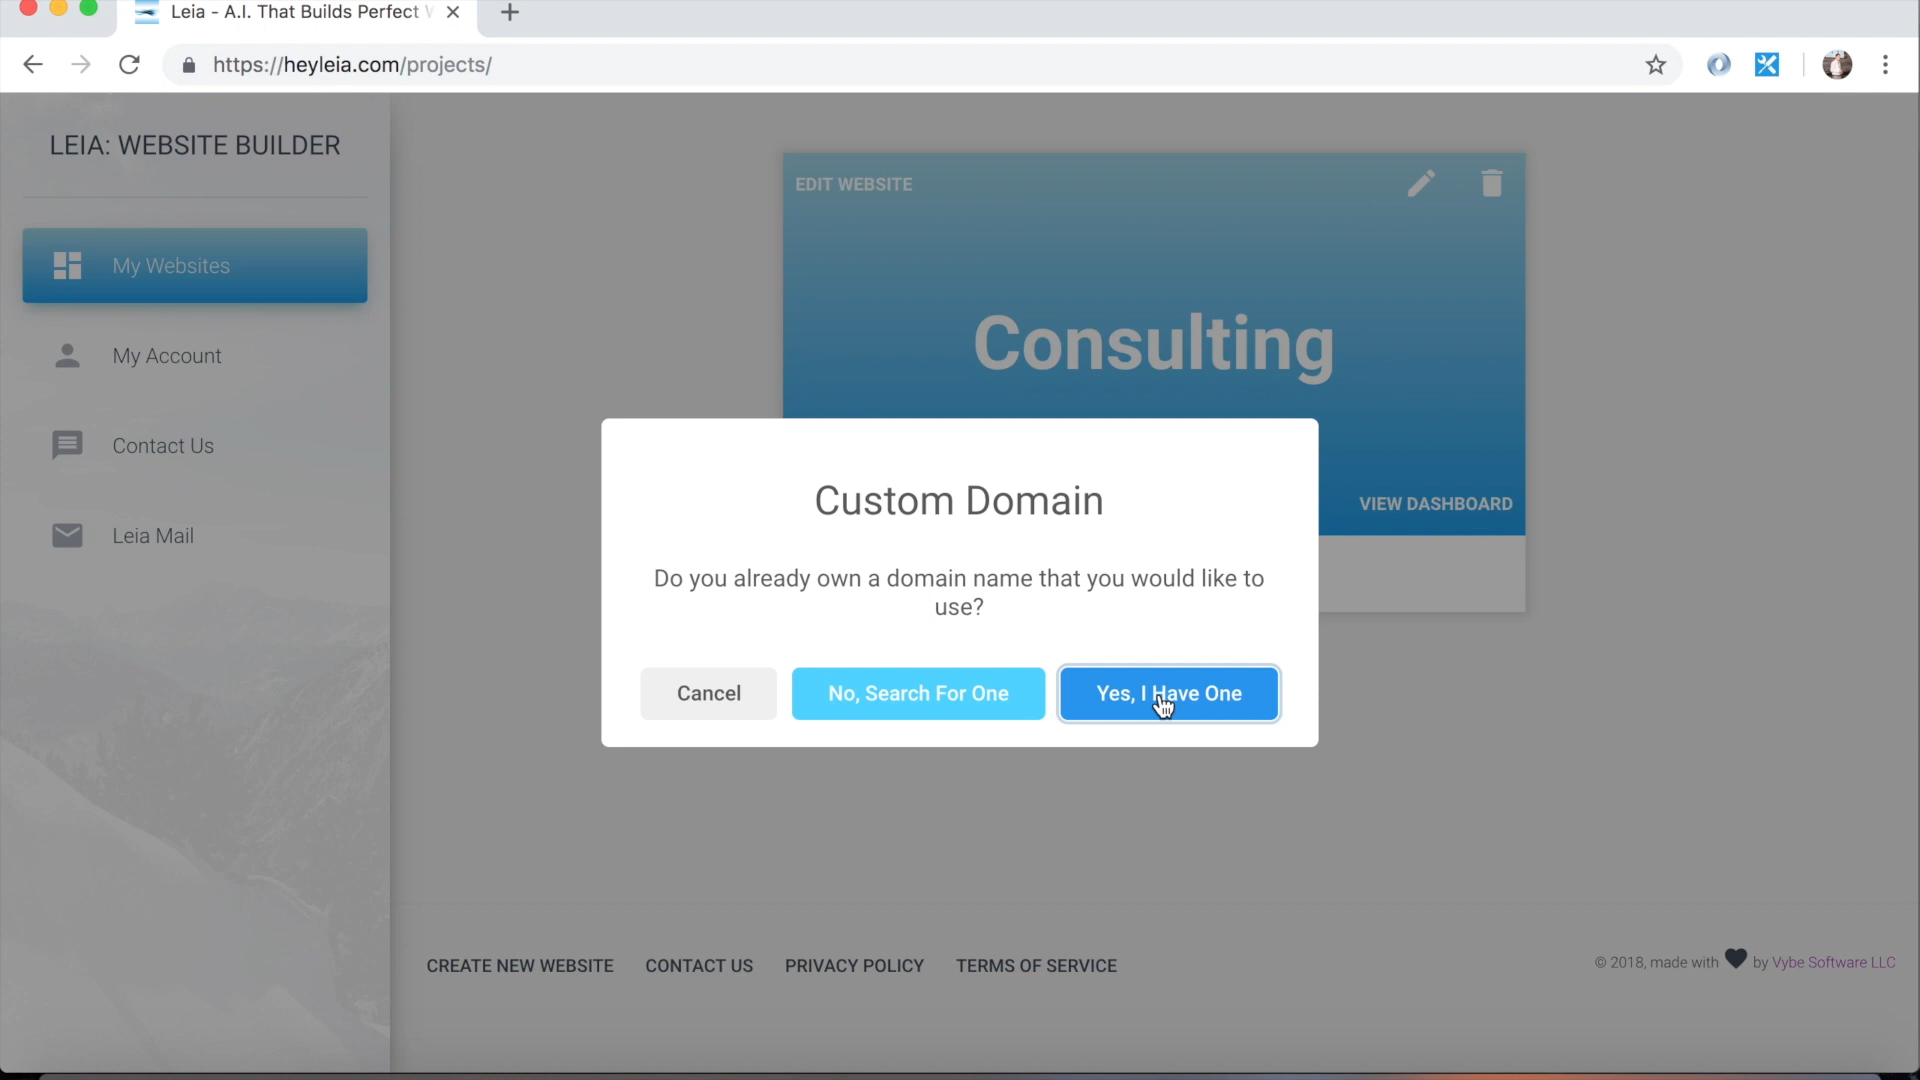 Leia - A.I. That Builds Perfect W
https://heyleia.com/projects/
LEIA: WEBSITE BUILDER
My Websites
My Account
Contact Us
Leia Mail
EDIT WEBSITE
Consulting
VIEW DASHBOARD
Custom Domain
Do you already own a domain name that you would like to
use?
Cancel
No, Search For One
Yes, I Have One
CREATE NEW WEBSITE
CONTACT US
PRIVACY POLICY
TERMS OF SERVICE
© 2018, made with by Vybe Software LLC